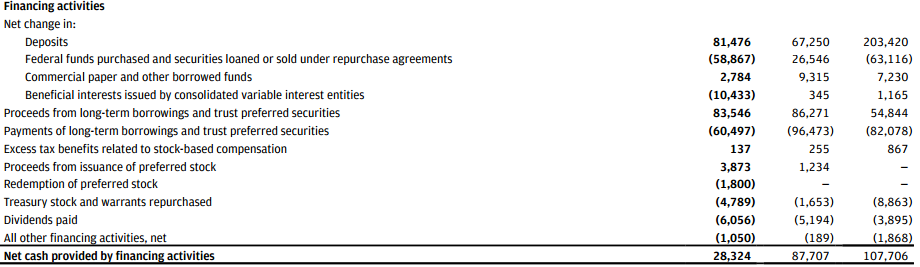 Financing activities
Net change in:
Deposits 81,476 67,250 203,420
Federal funds purchased and securities loaned or sold under repurchase agreements (58,867) 26,546 (63,116)
Commercial paper and other borrowed funds 2,784 9,315 7,230
Beneficial interests issued by consolidated variable interest entities (10,433) 345 1,165
Proceeds from long-term borrowings and trust preferred securities 83,546 86,271 54,844
Payments of long-term borrowings and trust preferred securities (60,497) (96,473) (82,078)
Excess tax benefits related to stock-based compensation 137 255 867
Proceeds from issuance of preferred stock 3,873 1,234 –
Redemption of preferred stock (1,800) – –
Treasury stock and warrants repurchased (4,789) (1,653) (8,863)
Dividends paid (6,056) (5,194) (3,895)
All other financing activities, net (1,050) (189) (1,868)
Net cash provided by financing activities 28,324 87,707 107,706